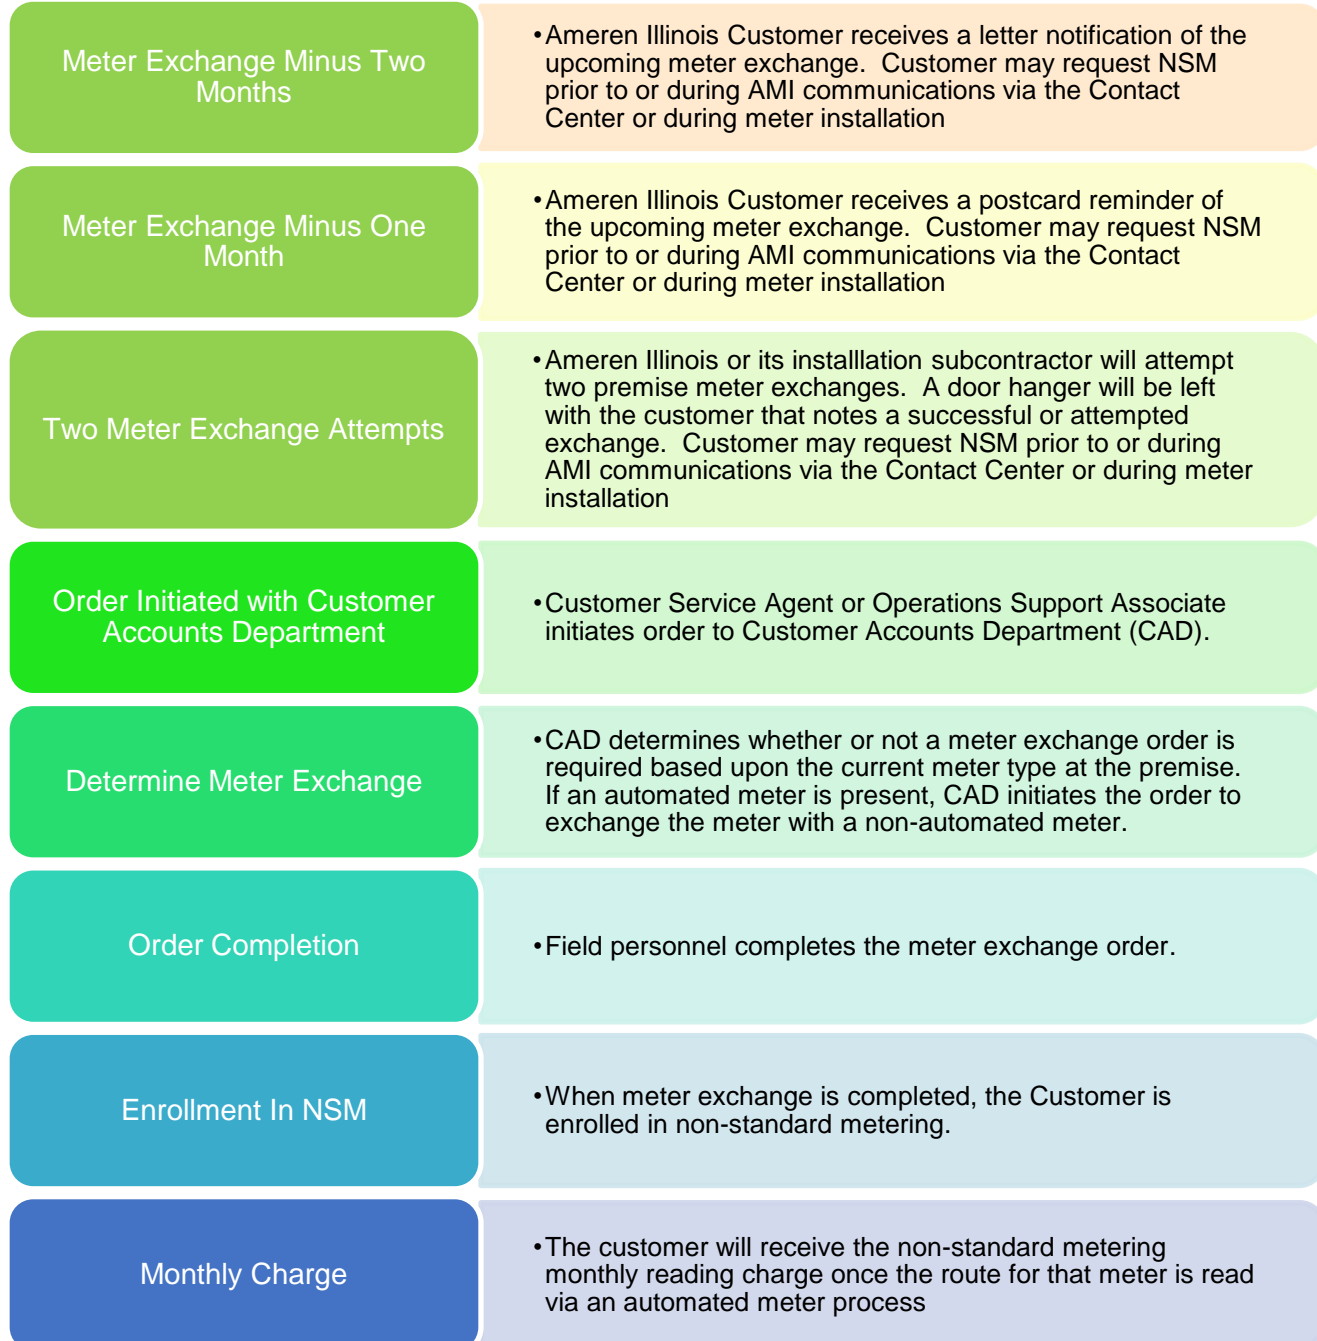 Meter Exchange Minus Two
Months
•Ameren Illinois Customer receives a letter notification of the
upcoming meter exchange.  Customer may request NSM
prior to or during AMI communications via the Contact
Center or during meter installation
Meter Exchange Minus One
Month
•Ameren Illinois Customer receives a postcard reminder of
the upcoming meter exchange.  Customer may request NSM
prior to or during AMI communications via the Contact
Center or during meter installation
Two Meter Exchange Attempts
•Ameren Illinois or its installlation subcontractor will attempt
two premise meter exchanges.  A door hanger will be left
with the customer that notes a successful or attempted
exchange.  Customer may request NSM prior to or during
AMI communications via the Contact Center or during meter
installation
Order Initiated with Customer
Accounts Department
•Customer Service Agent or Operations Support Associate
initiates order to Customer Accounts Department (CAD).
Determine Meter Exchange
•CAD determines whether or not a meter exchange order is
required based upon the current meter type at the premise.
If an automated meter is present, CAD initiates the order to
exchange the meter with a non-automated meter.
Order Completion
•Field personnel completes the meter exchange order.
Enrollment In NSM
•When meter exchange is completed, the Customer is
enrolled in non-standard metering.
Monthly Charge
•The customer will receive the non-standard metering
monthly reading charge once the route for that meter is read
via an automated meter process